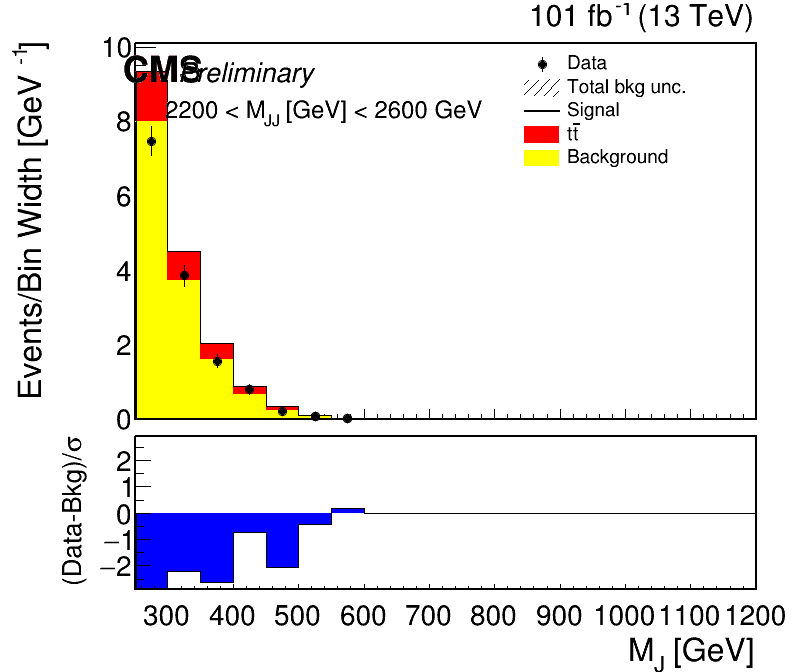 101 fb⁻¹ (13 TeV)
CMS Preliminary
2200 < M_JJ [GeV] < 2600 GeV
Data
Total bkg unc.
Signal
tt̄
Background
Events/Bin Width [GeV⁻¹]
10
8
6
4
2
0
(Data-Bkg)/σ
2
1
0
−1
−2
300 400 500 600 700 800 900 1000 1100 1200
M_J [GeV]